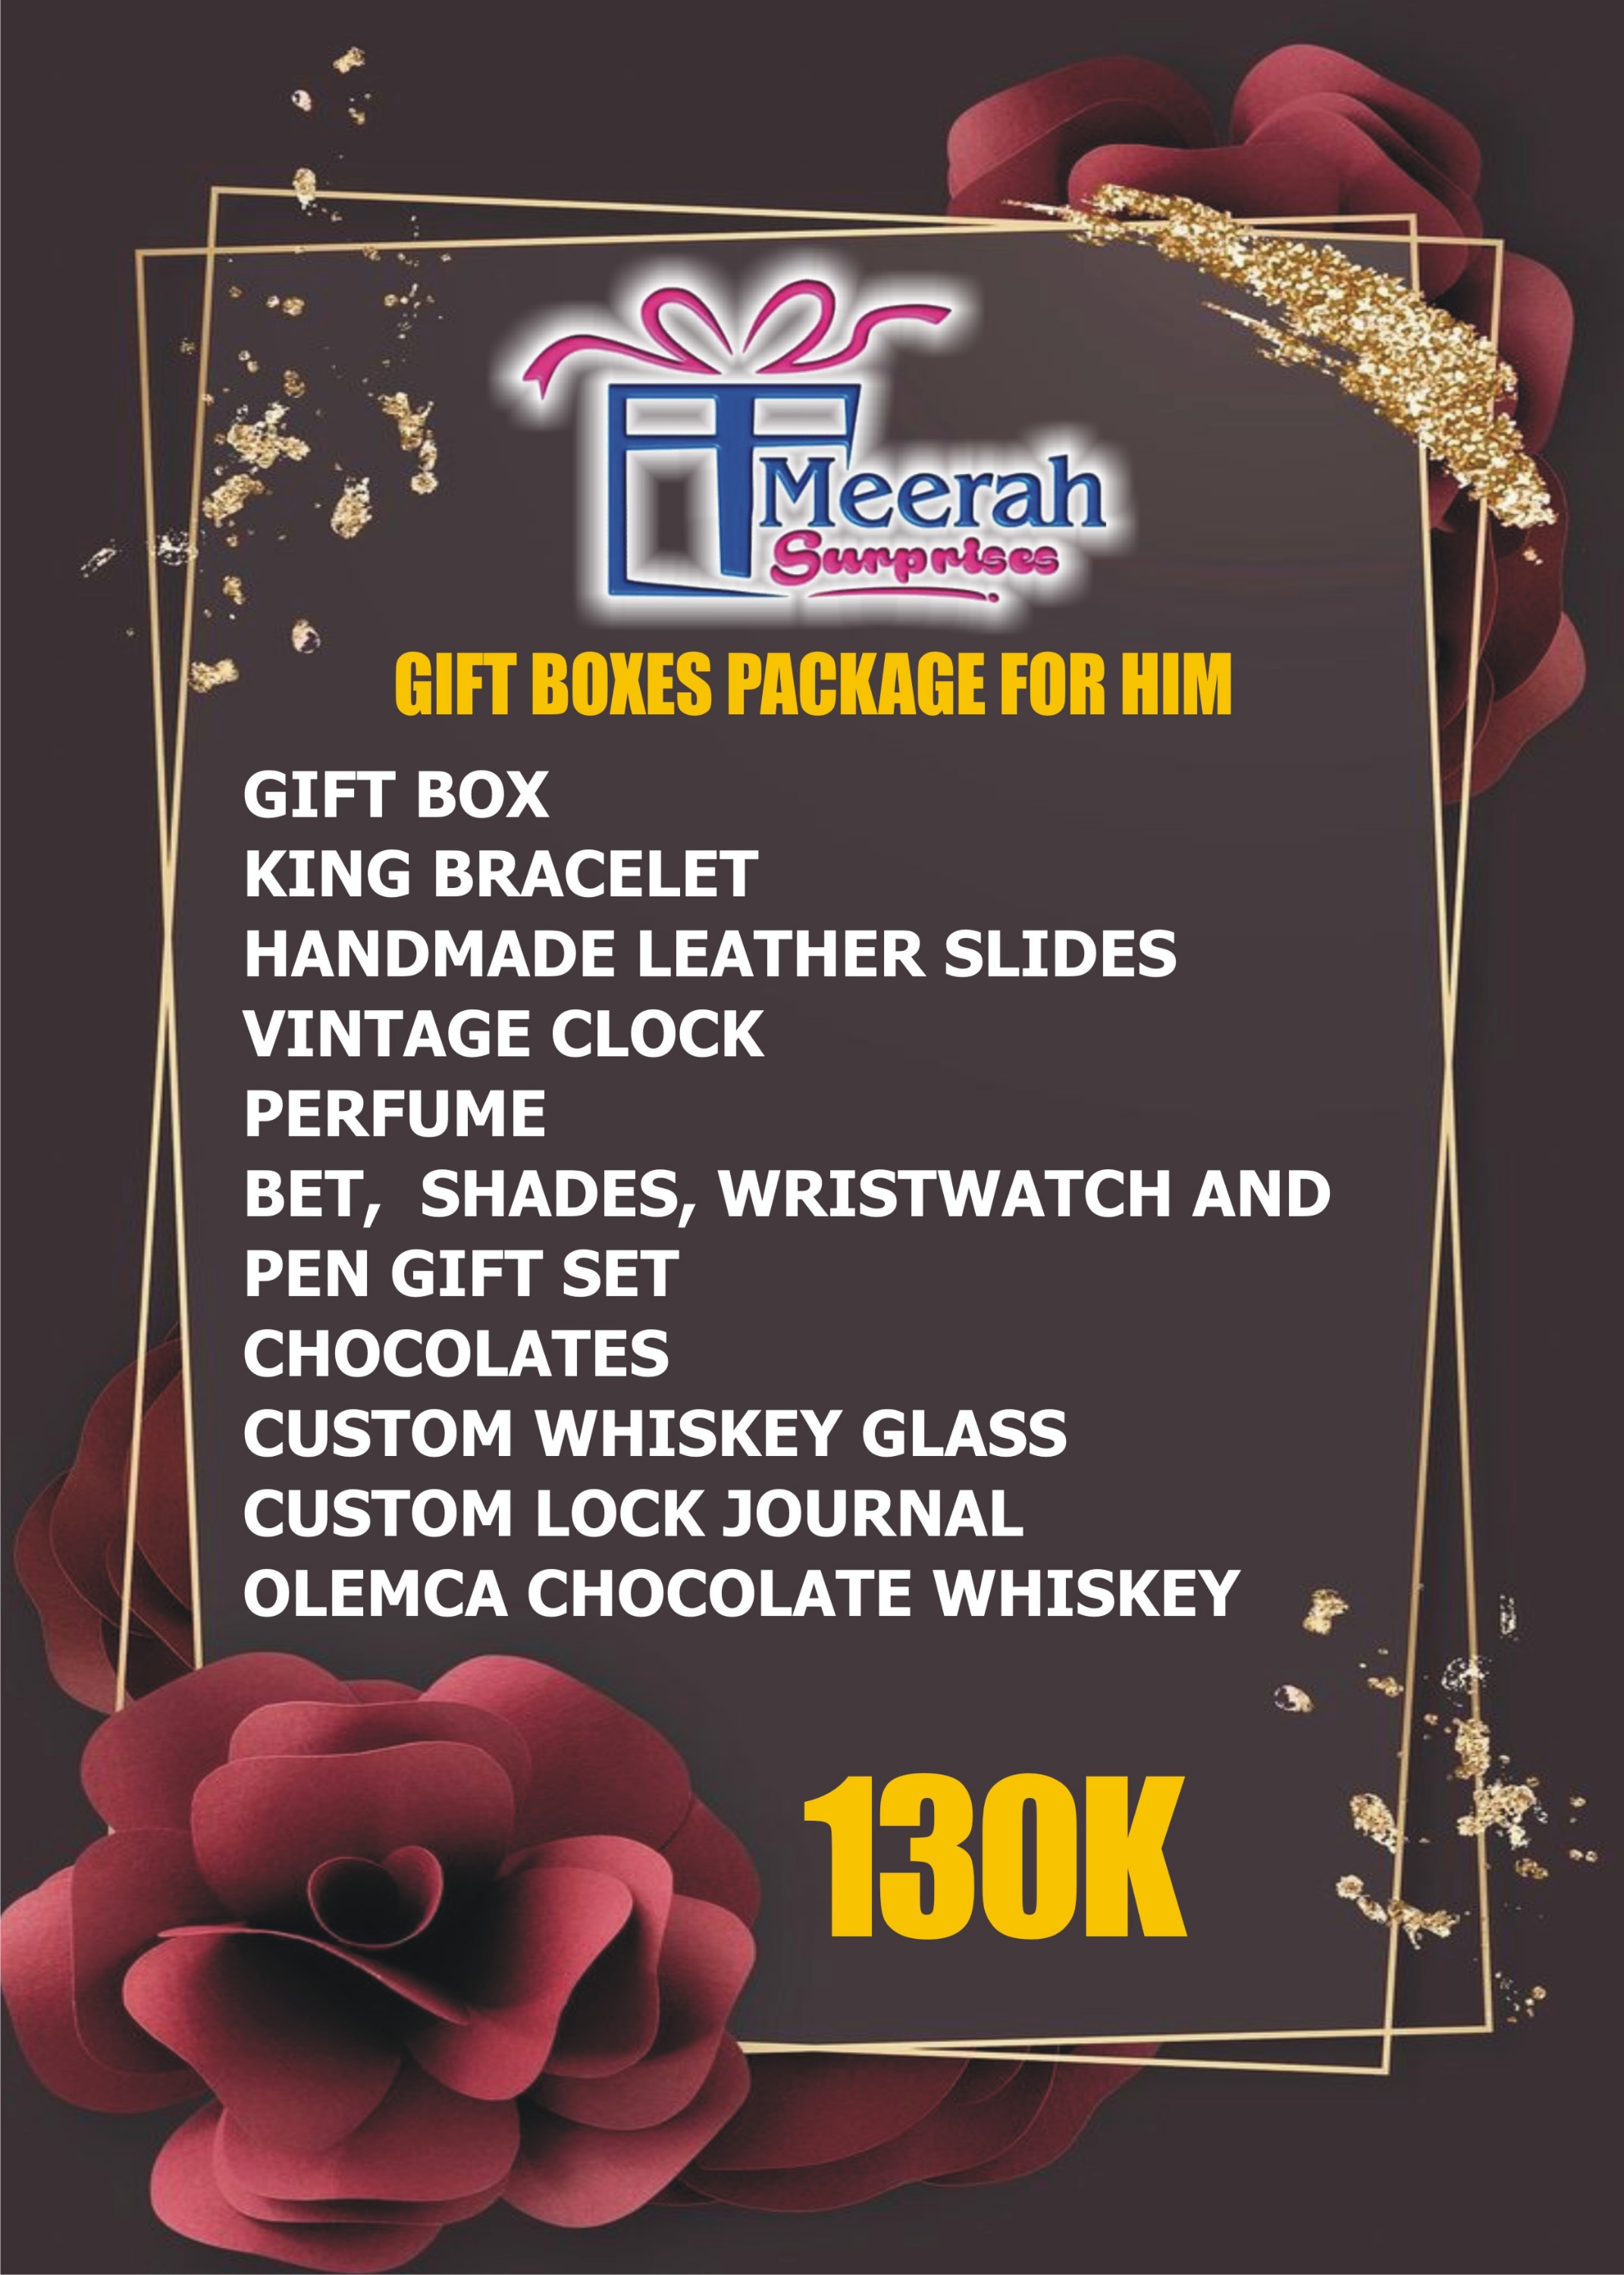 Meerah
Surprises
GIFT BOXES PACKAGE FOR HIM
GIFT BOX
KING BRACELET
HANDMADE LEATHER SLIDES
VINTAGE CLOCK
PERFUME
BET, SHADES, WRISTWATCH AND
PEN GIFT SET
CHOCOLATES
CUSTOM WHISKEY GLASS
CUSTOM LOCK JOURNAL
OLEMCA CHOCOLATE WHISKEY
130K